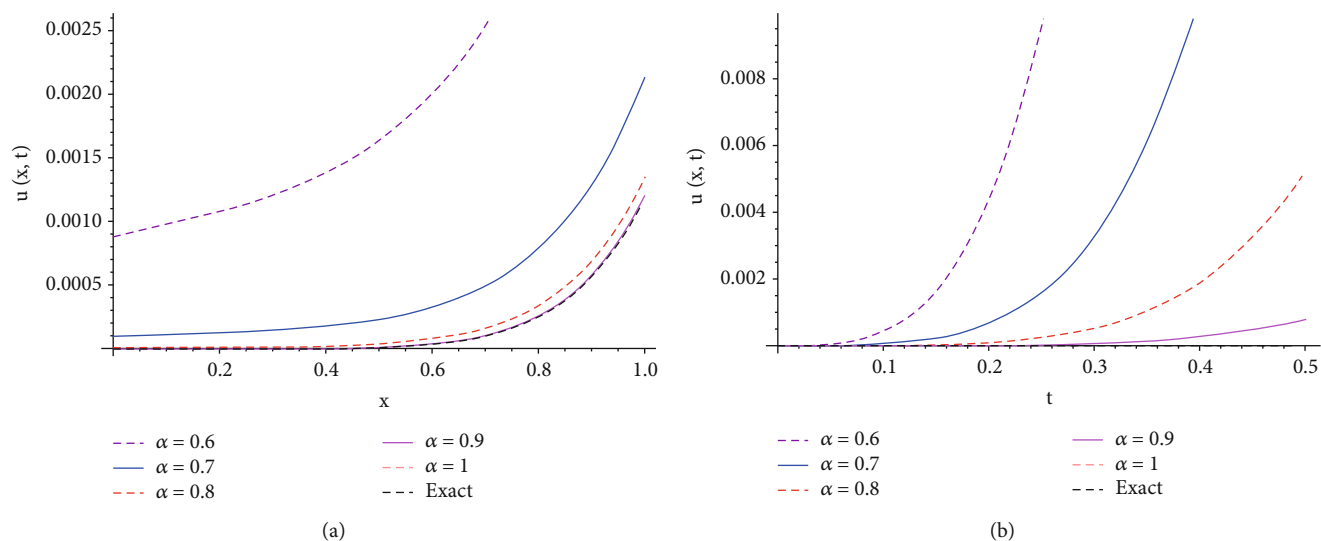 0.0025
0.0020
0.0015
0.0010
0.0005
u (x, t)
0.2 0.4 0.6 0.8 1.0
x
α = 0.6
α = 0.7
α = 0.8
α = 0.9
α = 1
Exact
(a)
0.008
0.006
0.004
0.002
u (x, t)
0.1 0.2 0.3 0.4 0.5
t
α = 0.6
α = 0.7
α = 0.8
α = 0.9
α = 1
Exact
(b)